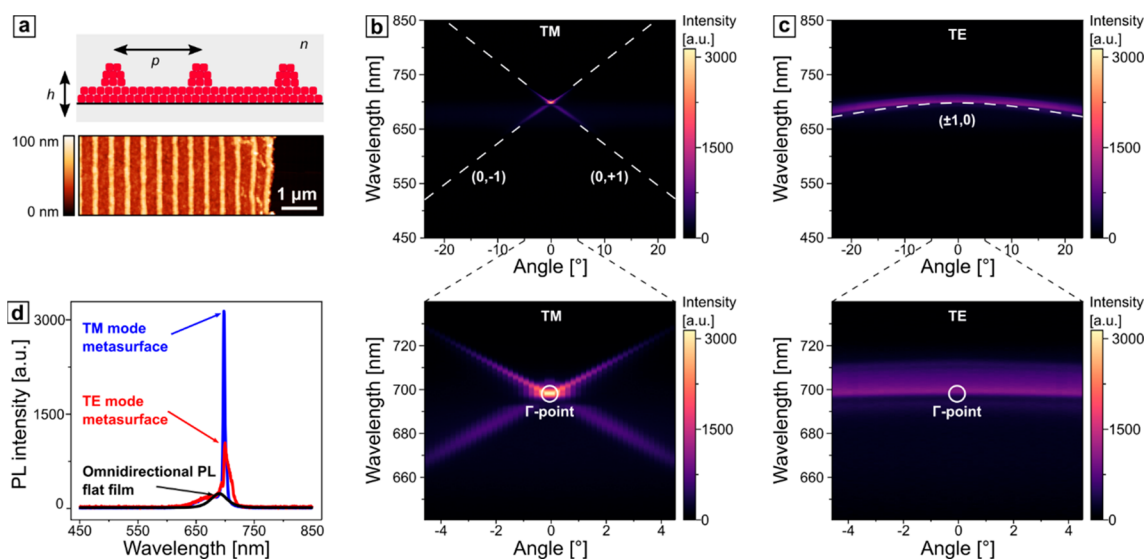 a
n
p
h
100 nm
0 nm
1 µm
b
TM
Intensity
[a.u.]
850
750
650
550
450
Wavelength [nm]
(0,-1)
(0,+1)
3000
1500
0
-20
-10
0
10
20
Angle [°]
c
TE
Intensity
[a.u.]
850
750
650
550
450
Wavelength [nm]
(±1,0)
3000
1500
0
-20
-10
0
10
20
Angle [°]
d
PL intensity [a.u.]
3000
1500
0
TM mode
metasurface
TE mode
metasurface
Omnidirectional PL
flat film
450
550
650
750
850
Wavelength [nm]
TM
Intensity
[a.u.]
720
700
680
660
Wavelength [nm]
Γ-point
3000
1500
0
-4
-2
0
2
4
Angle [°]
TE
Intensity
[a.u.]
720
700
680
660
Wavelength [nm]
Γ-point
3000
1500
0
-4
-2
0
2
4
Angle [°]